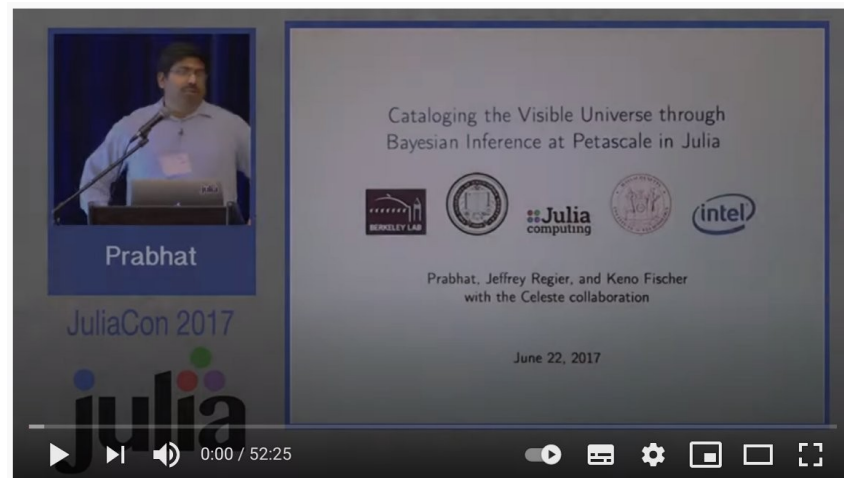 Cataloging the Visible Universe through
Bayesian Inference at Petascale in Julia
BERKELEY LAB
Julia
computing
intel
Prabhat
Prabhat, Jeffrey Regier, and Keno Fischer
with the Celeste collaboration
JuliaCon 2017
June 22, 2017
julia
0:00 / 52:25